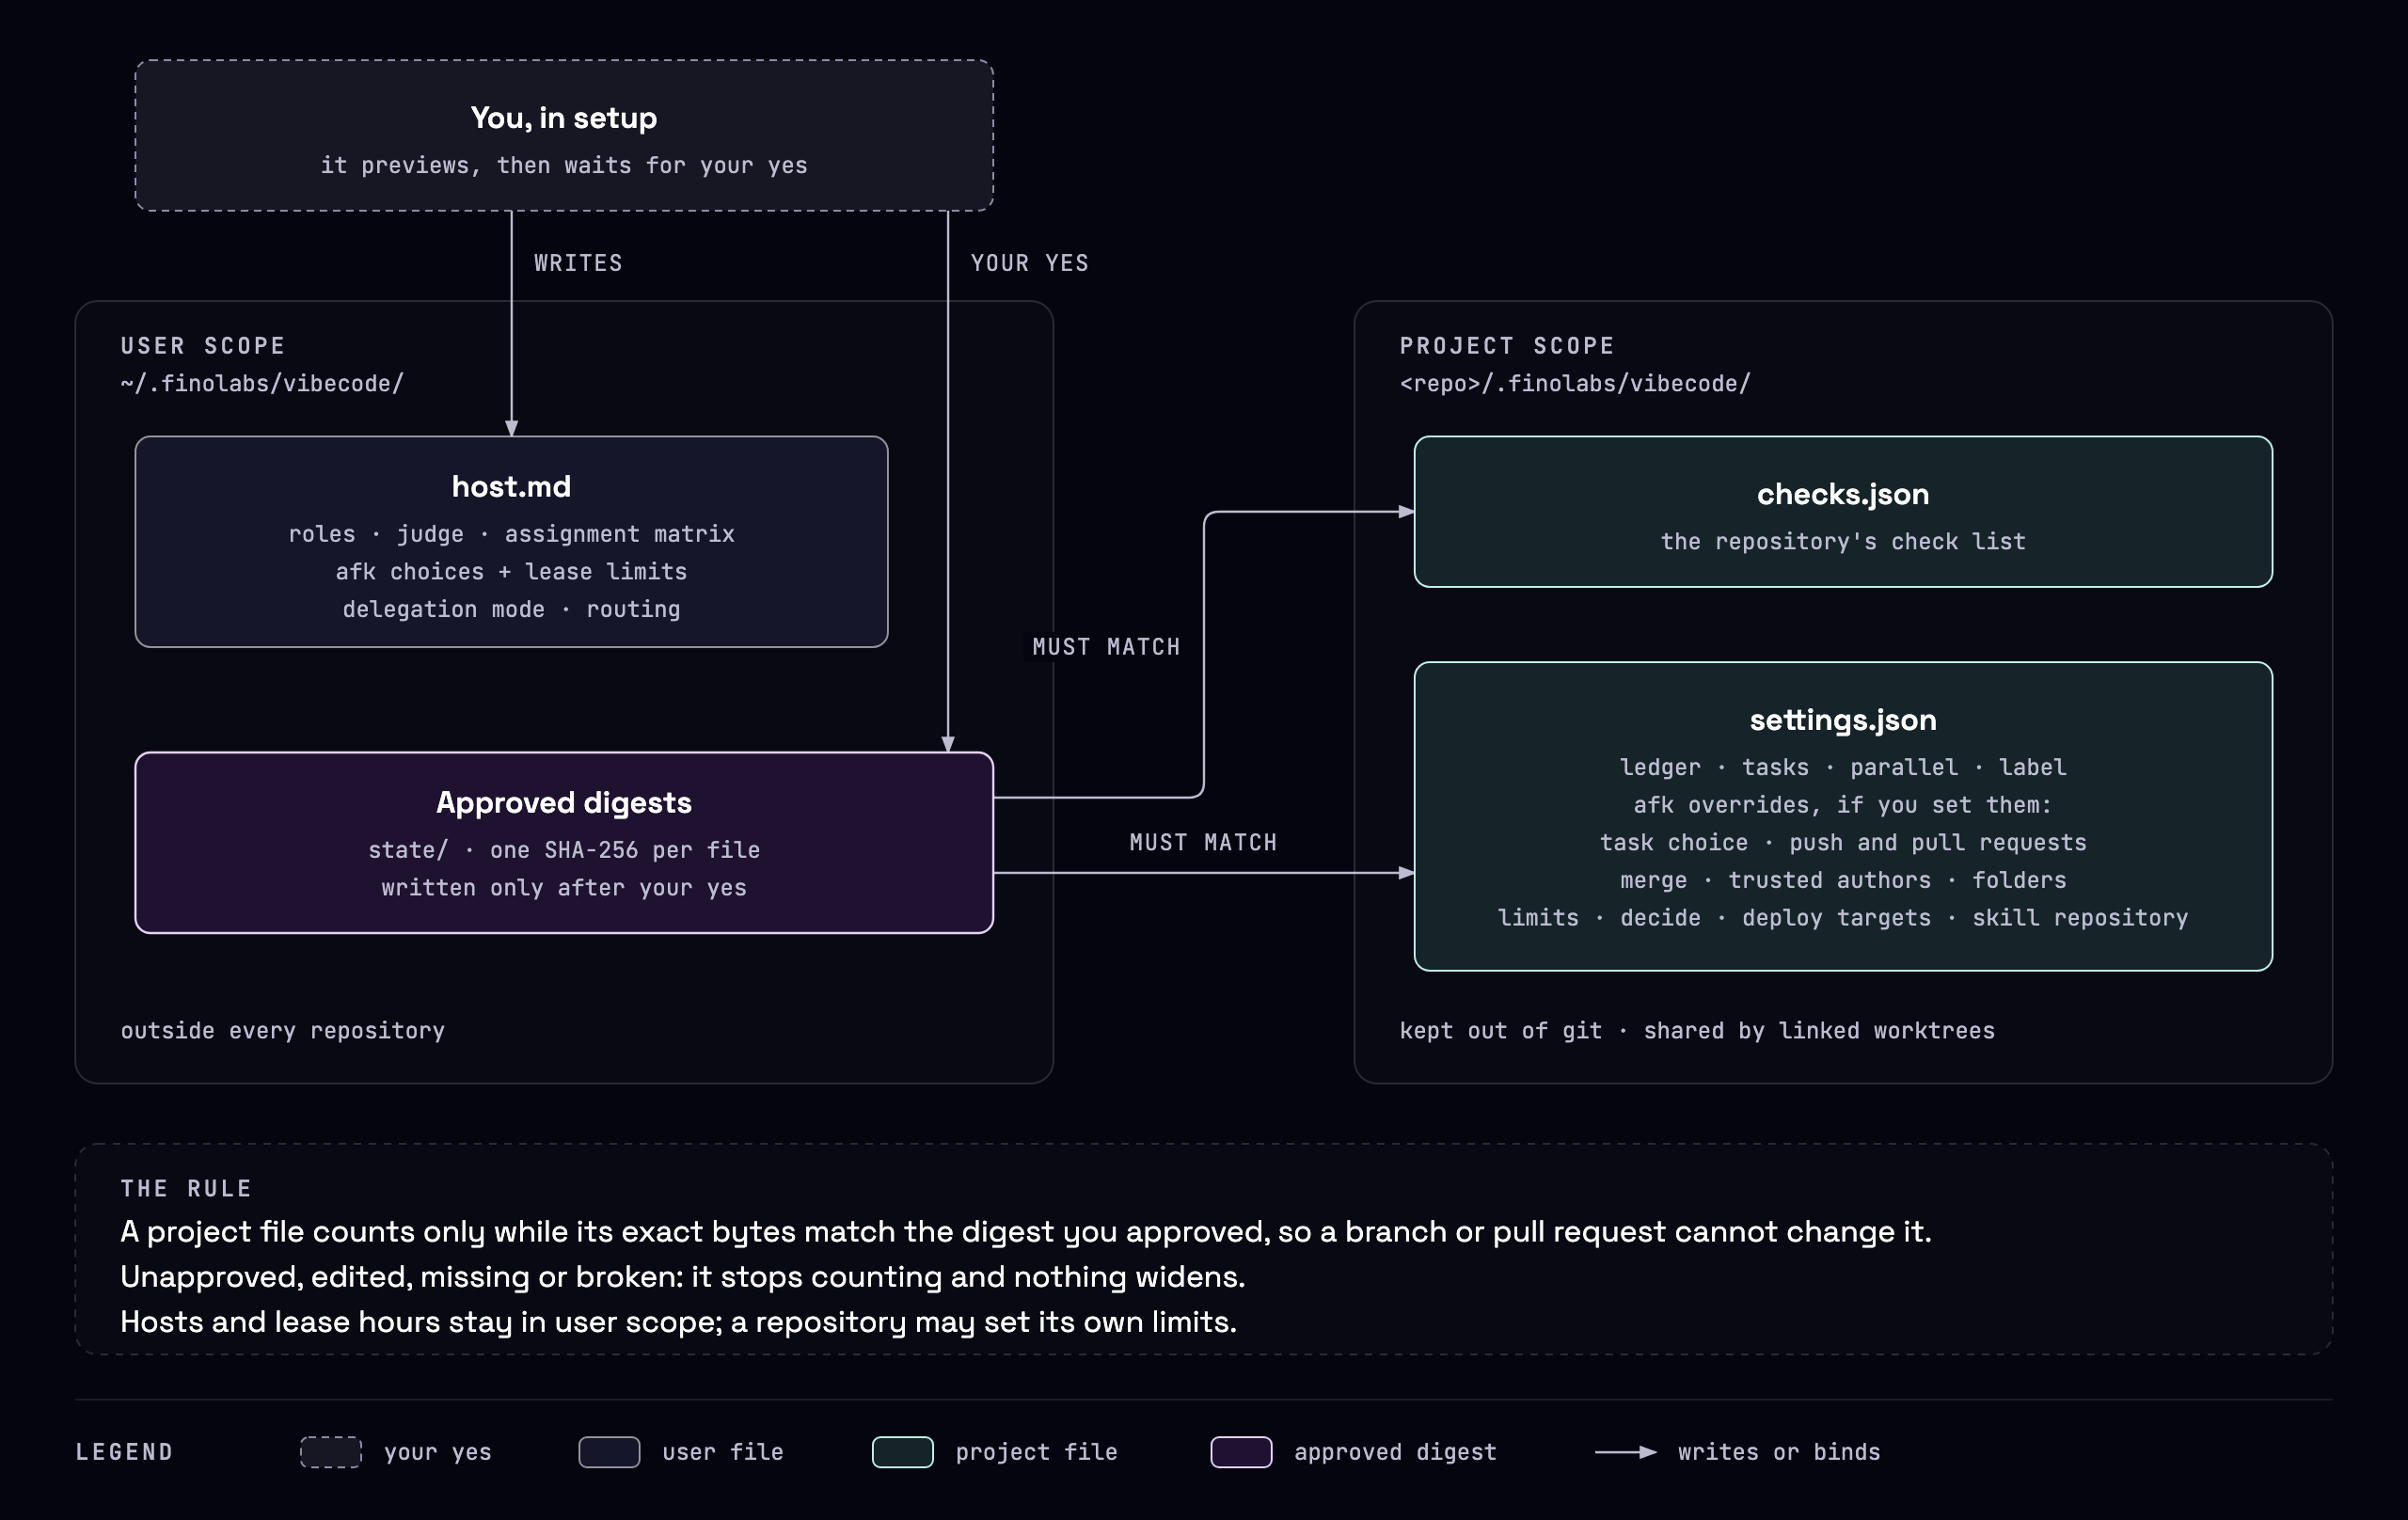 You, in setup
it previews, then waits for your yes
WRITES
YOUR YES
USER SCOPE
~/.finolabs/vibecode/
host.md
roles · judge · assignment matrix
afk choices + lease limits
delegation mode · routing
Approved digests
state/ · one SHA-256 per file
written only after your yes
outside every repository
MUST MATCH
MUST MATCH
PROJECT SCOPE
<repo>/.finolabs/vibecode/
checks.json
the repository's check list
settings.json
ledger · tasks · parallel · label
afk overrides, if you set them:
task choice · push and pull requests
merge · trusted authors · folders
limits · decide · deploy targets · skill repository
kept out of git · shared by linked worktrees
THE RULE
A project file counts only while its exact bytes match the digest you approved, so a branch or pull request cannot change it.
Unapproved, edited, missing or broken: it stops counting and nothing widens.
Hosts and lease hours stay in user scope; a repository may set its own limits.
LEGEND
your yes
user file
project file
approved digest
writes or binds